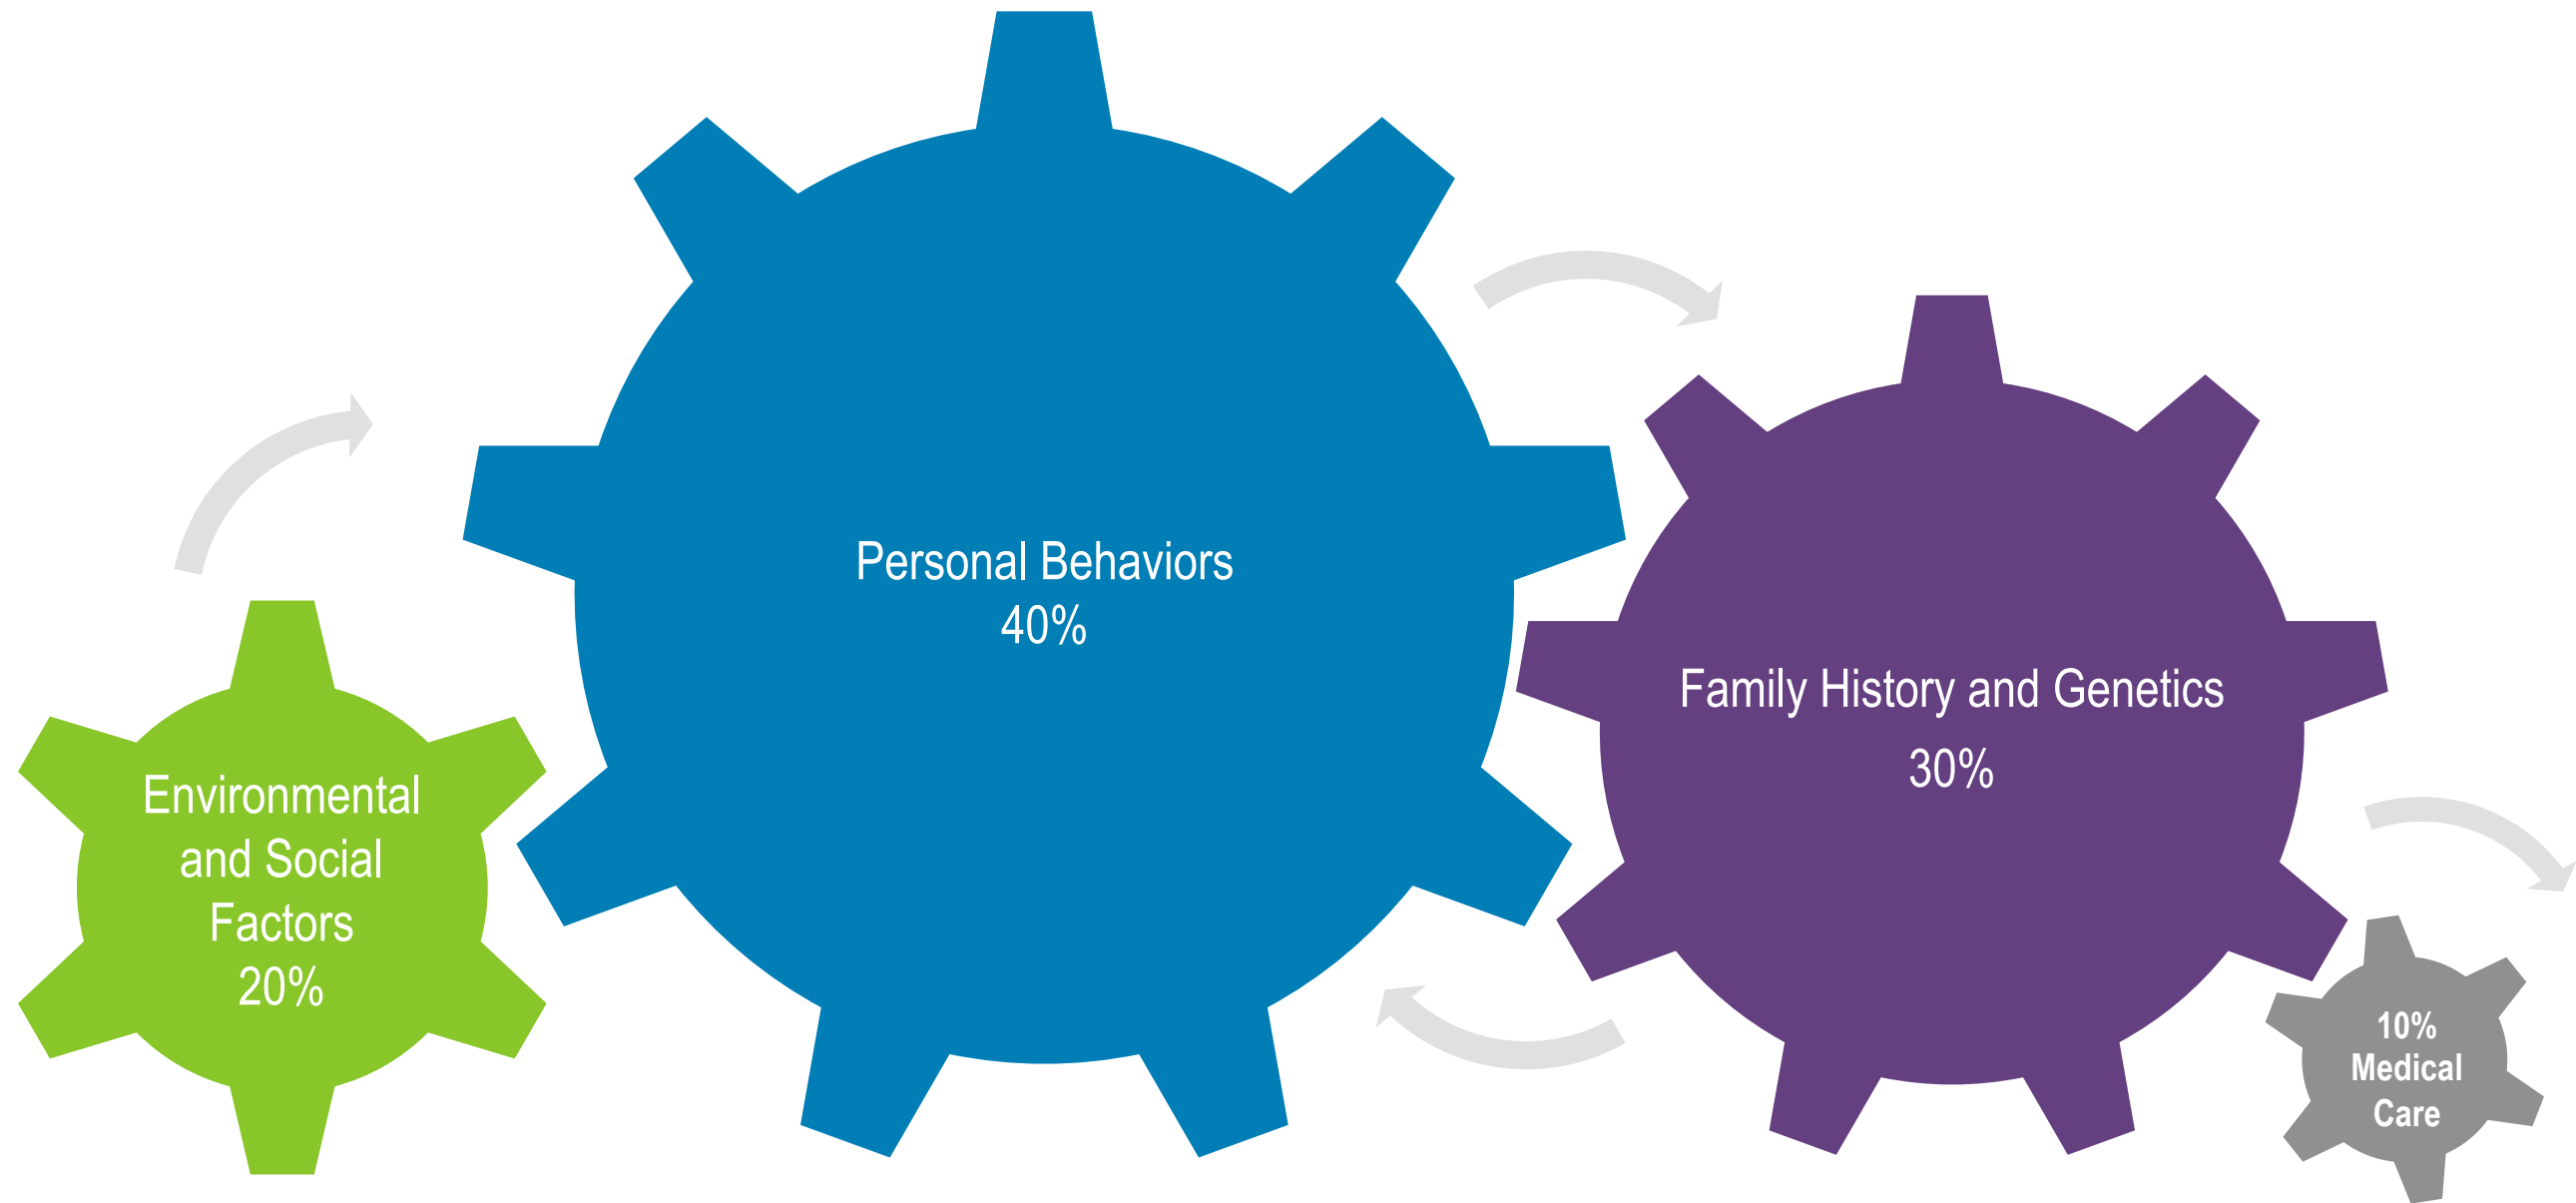 Environmental
and Social
Factors
20%
Personal Behaviors
40%
Family History and Genetics
30%
10%
Medical
Care